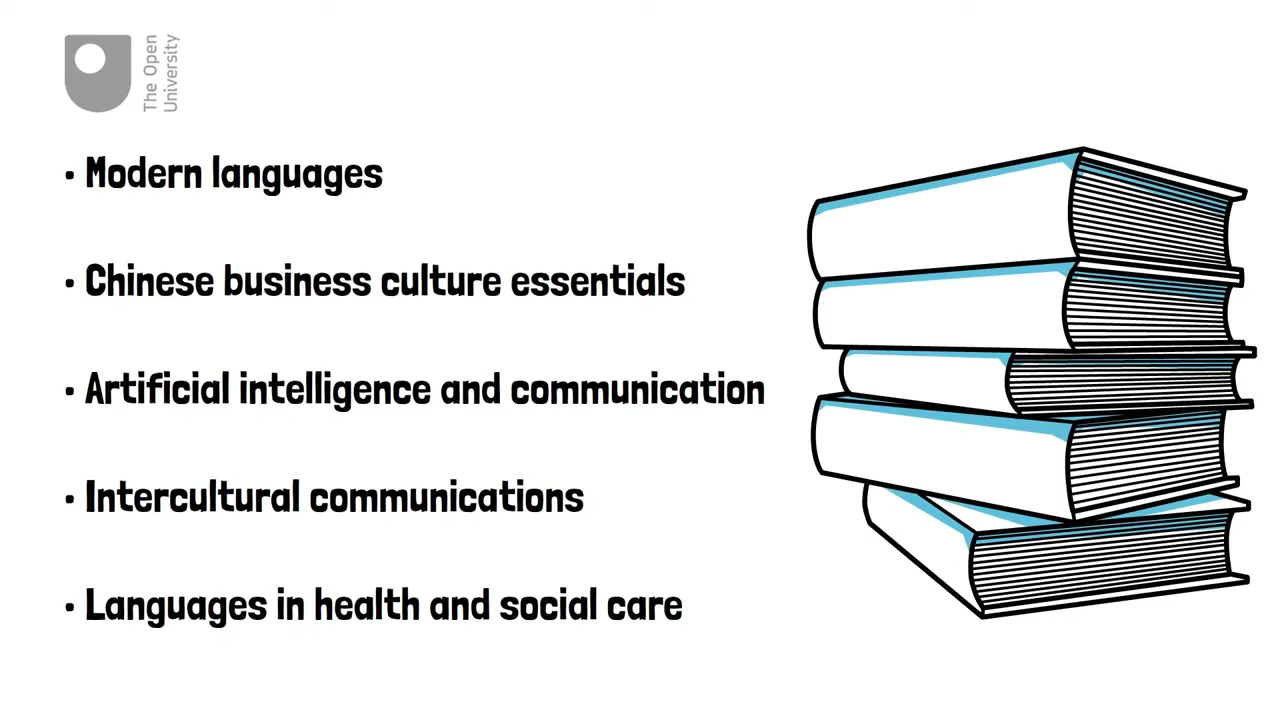 The Open
University
• Modern languages
• Chinese business culture essentials
• Artificial intelligence and communication
• Intercultural communications
• Languages in health and social care